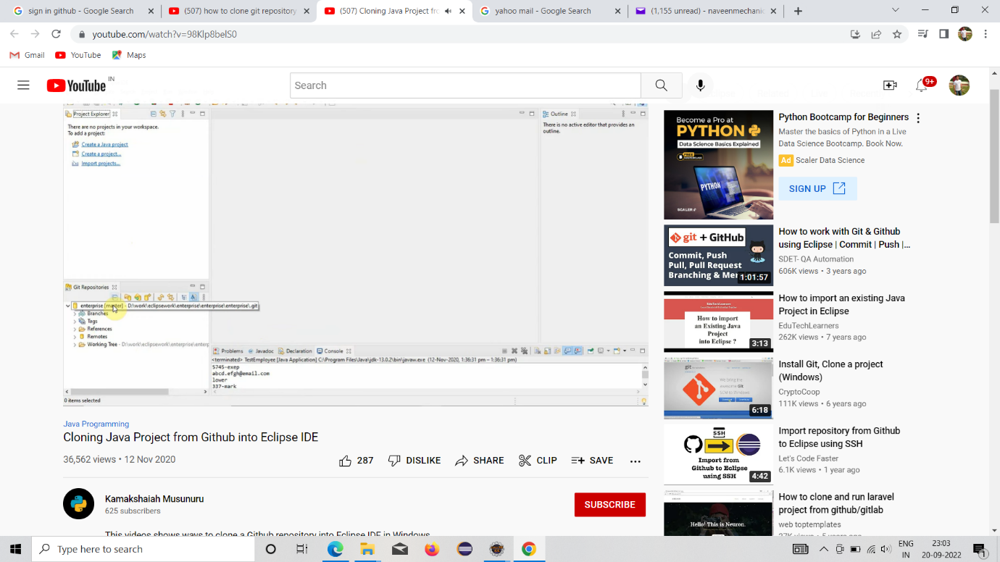 sign in github - Google Search
(507) how to clone git repository
(507) Cloning Java Project fro
yahoo mail - Google Search
(1,155 unread) - naveenmechanic
youtube.com/watch?v=98Klp8belS0
Gmail
YouTube
Maps
YouTube IN
Search
9+
Project Explorer
There are no projects in your workspace.
To add a project:
Create a Java project
Create a project...
Import projects...
Outline
There is no active editor that provides an
outline.
Git Repositories
enterprise [master] - D:\work\eclipsework\enterprise\enterprise\enterprise\.git
Branches
Tags
References
Remotes
Working Tree - D:\work\eclipsework\enterprise\enterpr
0 items selected
Problems
Javadoc
Declaration
Console
<terminated> TestEmployee [Java Application] C:\Program Files\Java\jdk-13.0.2\bin\javaw.exe (12-Nov-2020, 1:36:31 pm – 1:36:31 pm)
5745-exep
abcd.efgh@email.com
lower
337-mark
Java Programming
Cloning Java Project from Github into Eclipse IDE
36,562 views • 12 Nov 2020
287
DISLIKE
SHARE
CLIP
SAVE
Kamakshaiah Musunuru
625 subscribers
SUBSCRIBE
This videos shows ways to clone a Github repository into Eclipse IDE in Windows
Become a Pro at
PYTHON
Data Science Basics Explained
FREE
MASTERCLASS
PYTHON
SCALER
Python Bootcamp for Beginners
Master the basics of Python in a Live
Data Science Bootcamp. Book Now.
Ad Scaler Data Science
SIGN UP
git + GitHub
Commit, Push
Pull, Pull Request
Branching & Mer
1:01:57
How to work with Git & Github
using Eclipse | Commit | Push |...
SDET- QA Automation
606K views • 3 years ago
EduTechLearners
How to import
an Existing Java
Project
into Eclipse ?
3:13
How to import an existing Java
Project in Eclipse
EduTechLearners
262K views • 7 years ago
git
We bring the
awesome Git
6:18
Install Git, Clone a project
(Windows)
CryptoCoop
111K views • 6 years ago
SSH
Import from
Github to Eclipse
using SSH
4:42
Import repository from Github
to Eclipse using SSH
Let's Code Faster
6.1K views • 1 year ago
Hello! This is Neuron.
How to clone and run laravel
project from github/gitlab
web toptemplates
27K views • 5 years ago
Type here to search
ENG
IN
23:03
20-09-2022
1